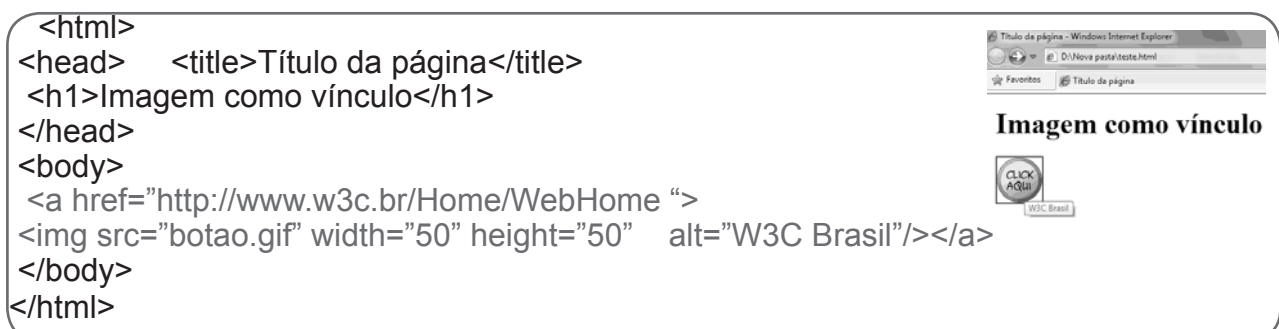 <html>
<head> <title>Título da página</title>
<h1>Imagem como vínculo</h1>
</head>
<body>
<a href=”http://www.w3c.br/Home/WebHome “>
<img src=”botao.gif” width=”50” height=”50” alt=”W3C Brasil”/></a>
</body>
</html>
Título da página - Windows Internet Explorer
D:\Nova pasta\teste.html
Favoritos Título da página
Imagem como vínculo
CLICK
AQUI
W3C Brasil